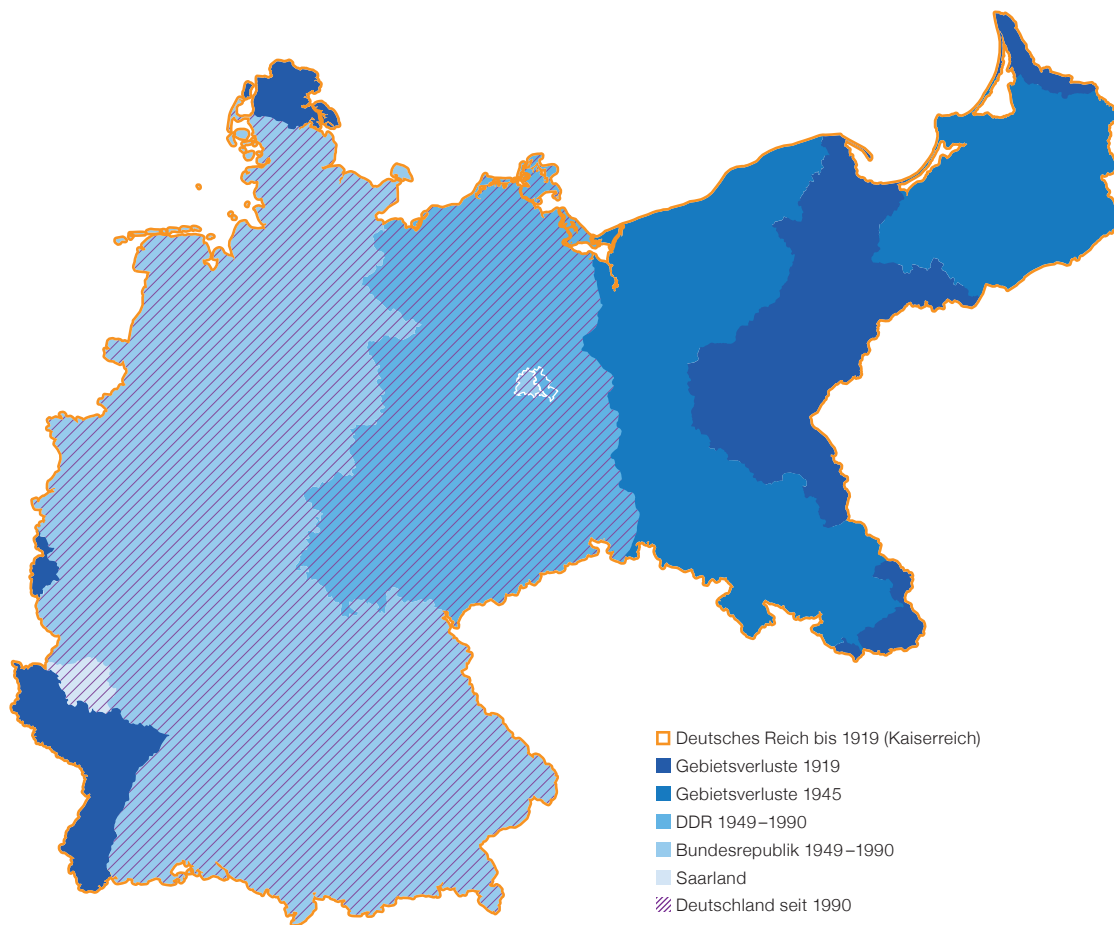 Deutsches Reich bis 1919 (Kaiserreich)
Gebietsverluste 1919
Gebietsverluste 1945
DDR 1949–1990
Bundesrepublik 1949–1990
Saarland
Deutschland seit 1990